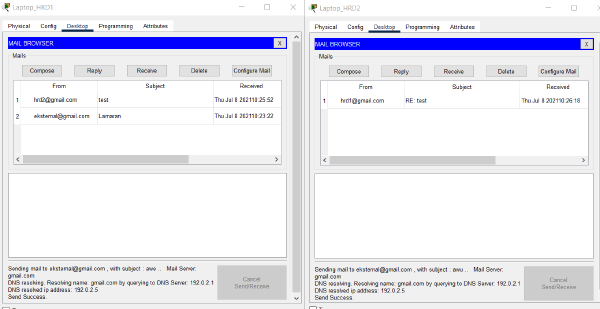 Laptop_HRD1
Physical Config Desktop Programming Attributes
MAIL BROWSER X
Mails
Compose Reply Receive Delete Configure Mail
From Subject Received
1 hrd2@gmail.com test Thu Jul 8 202110:25:52
2 eksternal@gmail.com Lamaran Thu Jul 8 202110:23:22
Sending mail to eksternal@gmail.com , with subject : awe .. Mail Server:
gmail.com
DNS resolving. Resolving name: gmail.com by querying to DNS Server: 192.0.2.1
DNS resolved ip address: 192.0.2.5
Send Success.
Cancel
Send/Receive
Laptop_HRD2
Physical Config Desktop Programming Attributes
MAIL BROWSER X
Mails
Compose Reply Receive Delete Configure Mail
From Subject Received
1 hrd1@gmail.com RE: test Thu Jul 8 202110:26:18
Sending mail to eksternal@gmail.com , with subject : awu .. Mail Server:
gmail.com
DNS resolving. Resolving name: gmail.com by querying to DNS Server: 192.0.2.1
DNS resolved ip address: 192.0.2.5
Send Success.
Cancel
Send/Receive